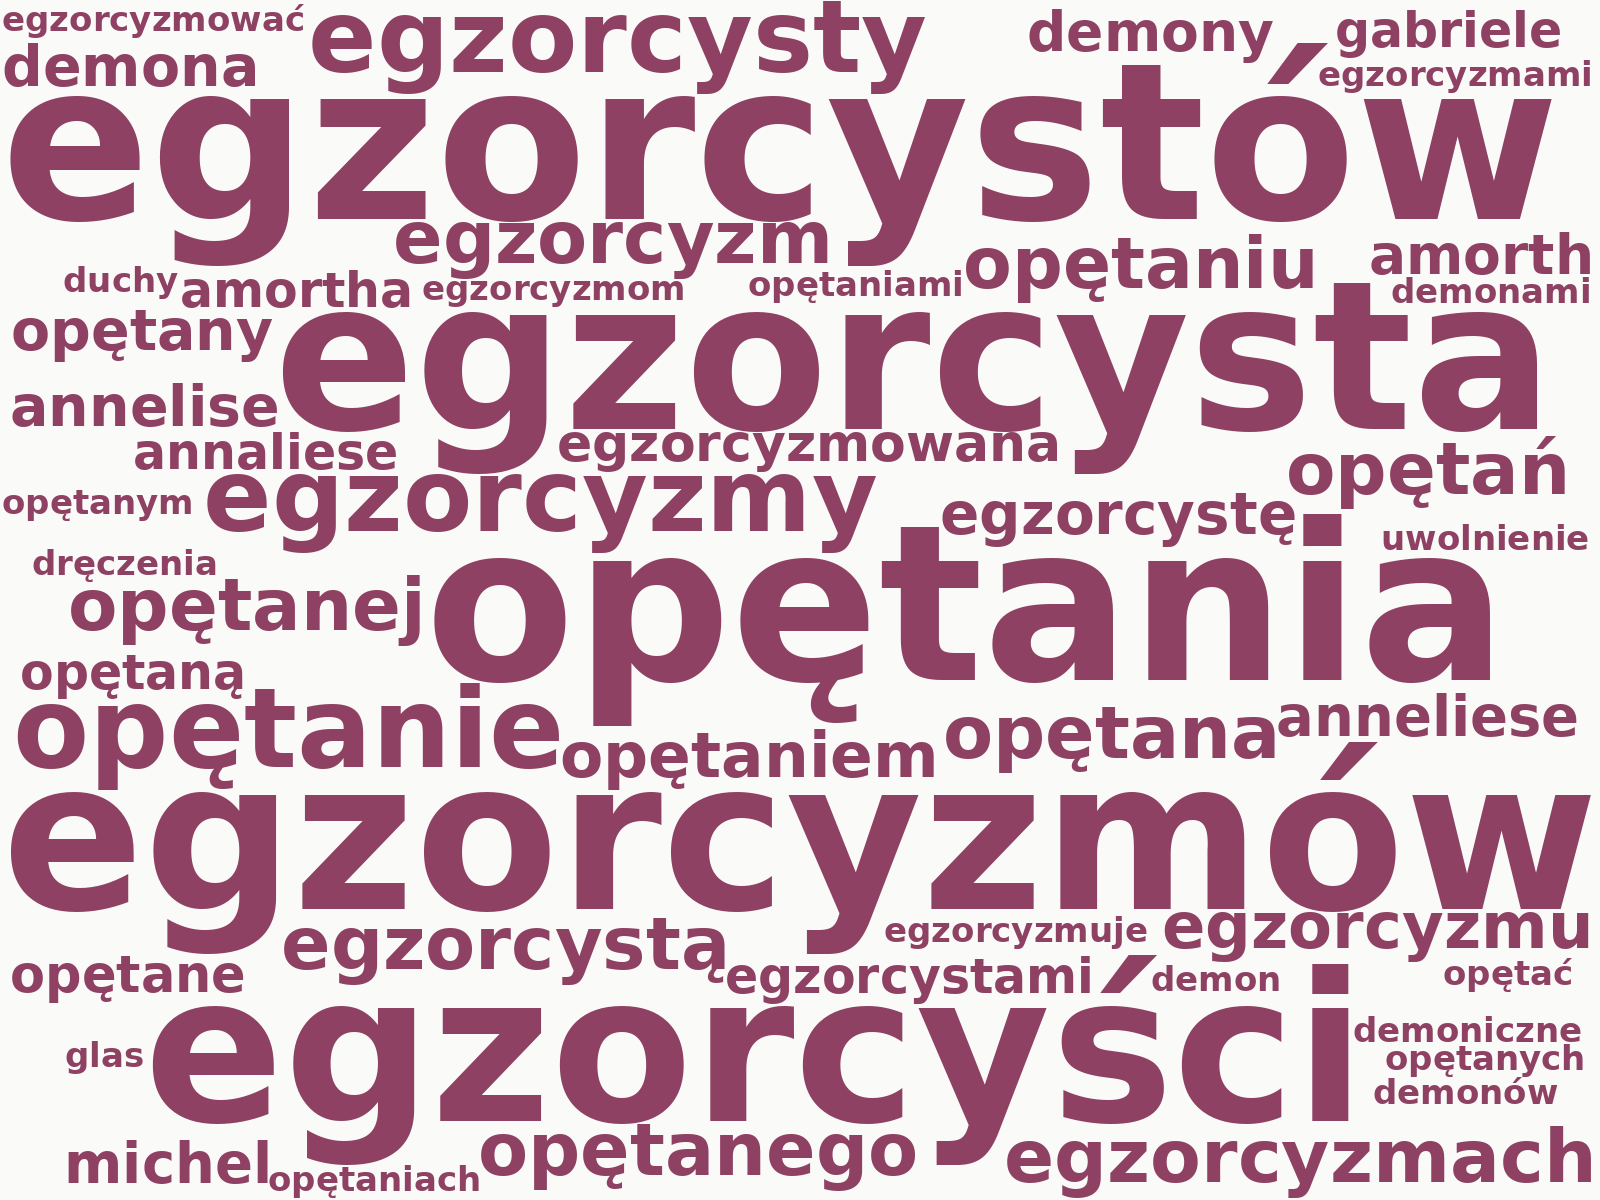 egzorcyzmować egzorcysty demony gabriele
demona egzorcyzmami
egzorcystów
egzorcyzm opętaniu amorth
duchy amortha egzorcyzmom opętaniami demonami
opętany egzorcysta
annelise
annaliese egzorcyzmowana opętań
opętanym egzorcyzmy egzorcystę uwolnienie
dręczenia opętania
opętanej
opętaną
opętanie opętaniem opętana anneliese
egzorcyzmów
egzorcystą egzorcyzmuje egzorcyzmu
opętane egzorcystami demon opętać
glas egzorcyści demoniczne
opętanych
demonów
michel opętaniach opętanego egzorcyzmach